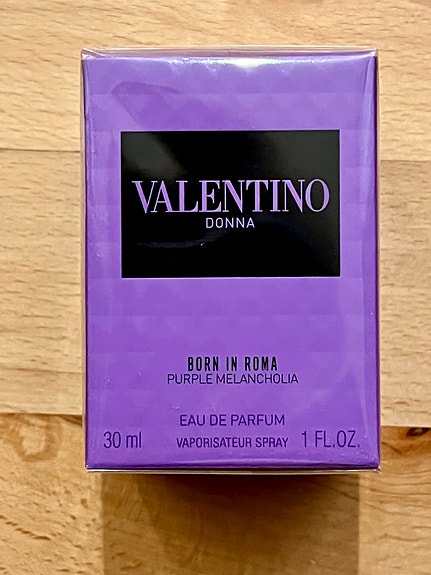 VALENTINO
DONNA
BORN IN ROMA
PURPLE MELANCHOLIA
EAU DE PARFUM
30 ml VAPORISATEUR SPRAY 1 FL.OZ.